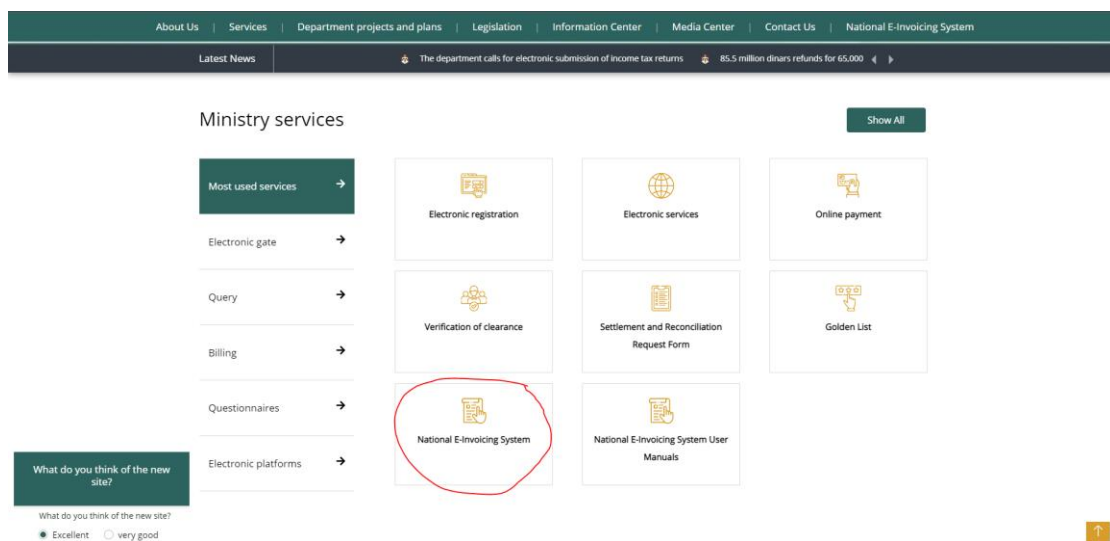 About Us | Services | Department projects and plans | Legislation | Information Center | Media Center | Contact Us | National E-Invoicing System
Latest News
The department calls for electronic submission of income tax returns
85.5 million dinars refunds for 65,000
Ministry services
Show All
Most used services
Electronic gate
Query
Billing
Questionnaires
Electronic platforms
Electronic registration
Electronic services
Online payment
Verification of clearance
Settlement and Reconciliation
Request Form
Golden List
National E-Invoicing System
National E-Invoicing System User
Manuals
What do you think of the new
site?
What do you think of the new site?
Excellent
very good